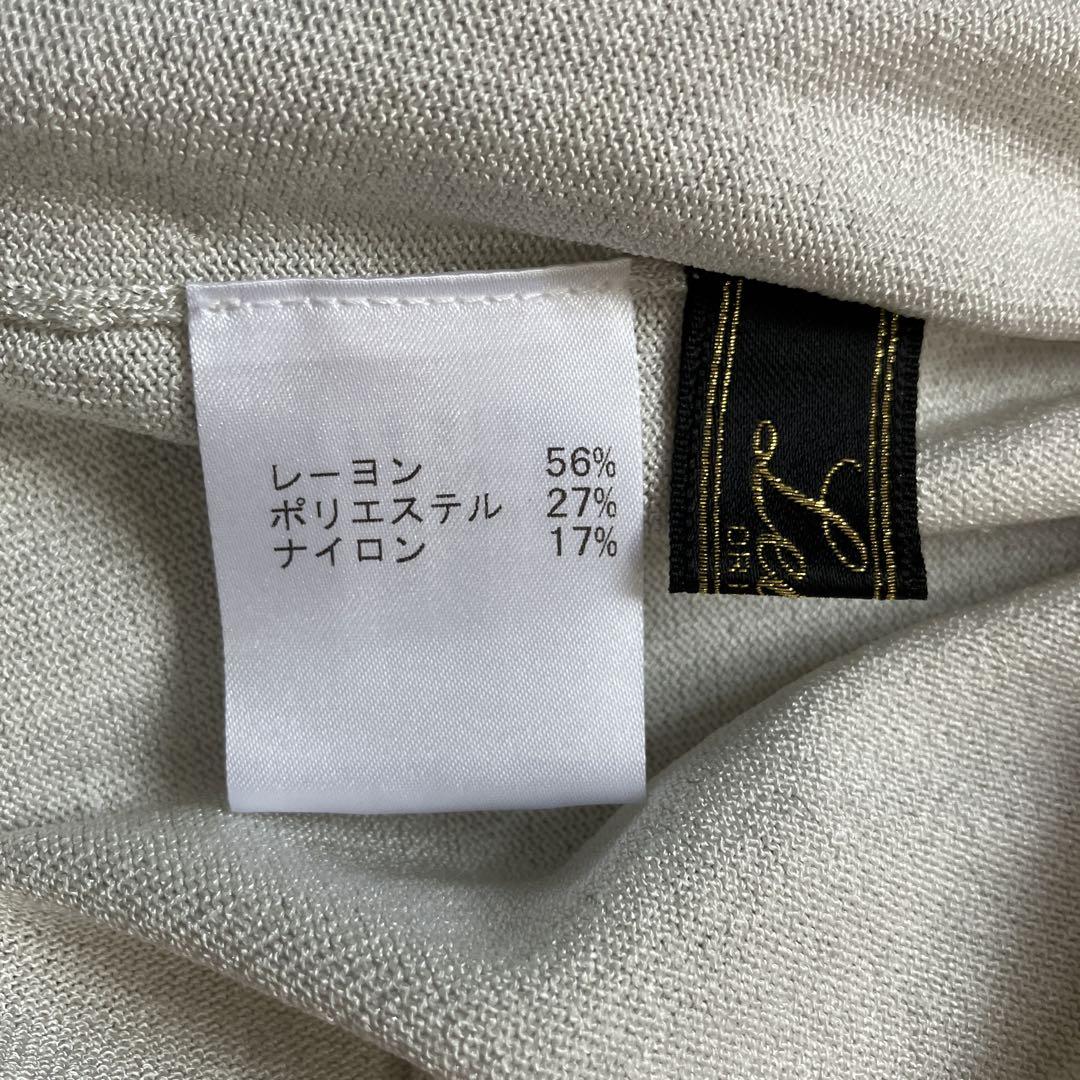 レーヨン 56%
ポリエステル 27%
ナイロン 17%